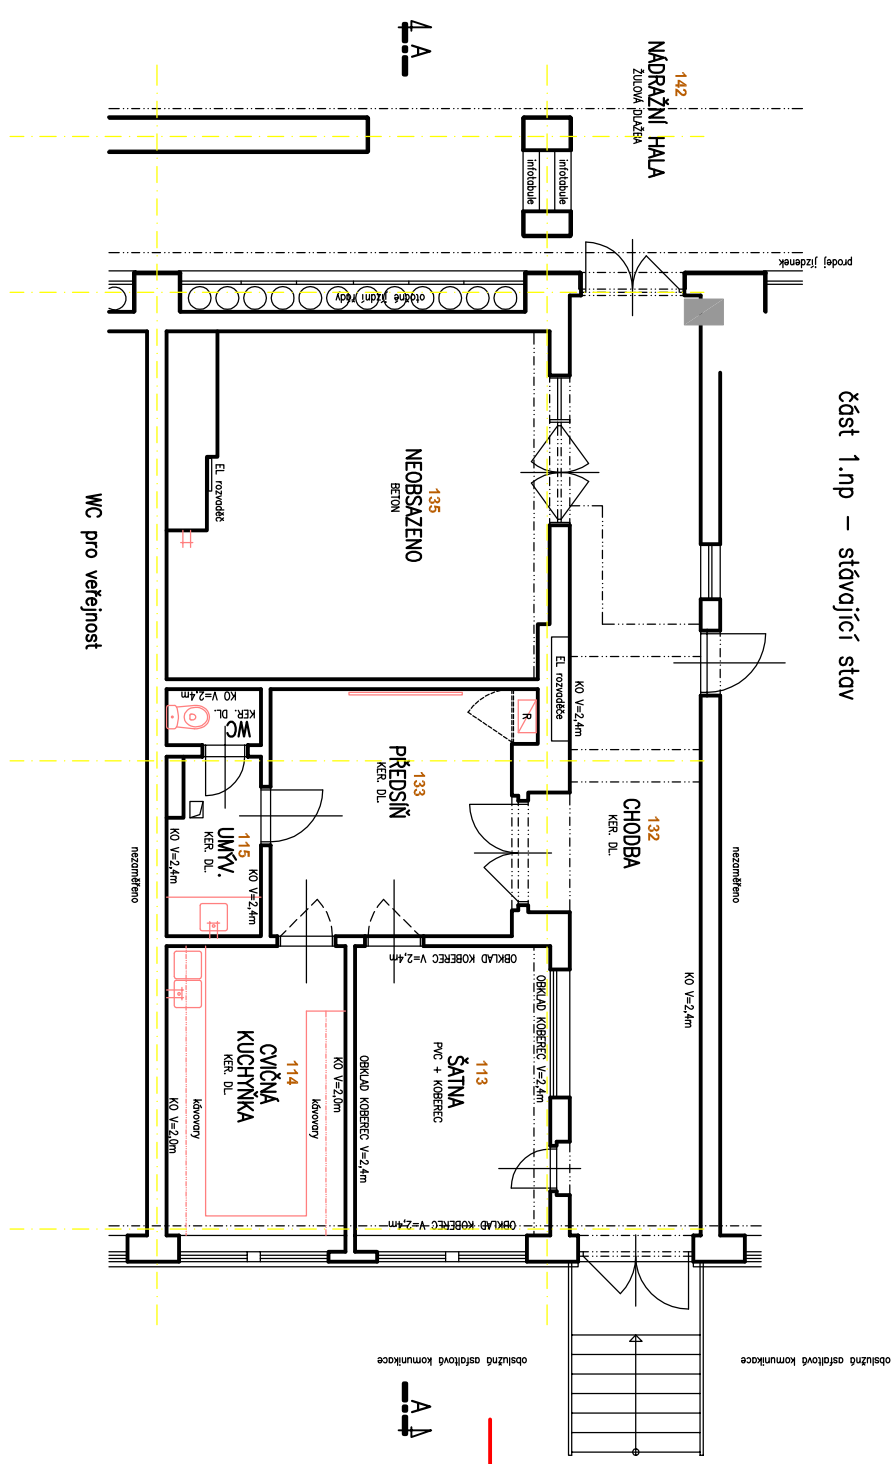 část 1.np – stávající stav
142
NÁDRAŽNÍ HALA
ŽULOVÁ DLAŽBA
A
infotabule
infotabule
prodej jízdenek
otočné jízdní řády
135
NEOBSAZENO
BETON
EL rozvaděč
WC pro veřejnost
EL rozvaděče
KO V=2,4m
KO V=2,4m
KER. DL.
WC
R
133
PŘEDSIŇ
KER. DL.
132
CHODBA
KER. DL.
115
UMÝV.
KER. DL.
KO V=2,4m
KO V=2,4m
nezaměřeno
nezaměřeno
KO V=2,4m
OBKLAD KOBEREC V=2,4m
OBKLAD KOBEREC V=2,4m
113
ŠATNA
PVC + KOBEREC
OBKLAD KOBEREC V=2,4m
OBKLAD KOBEREC V=2,4m
114
CVIČNÁ
KUCHYŇKA
KER. DL.
KO V=2,0m
kávovary
kávovary
KO V=2,0m
obslužná asfaltová komunikace
obslužná asfaltová komunikace
A